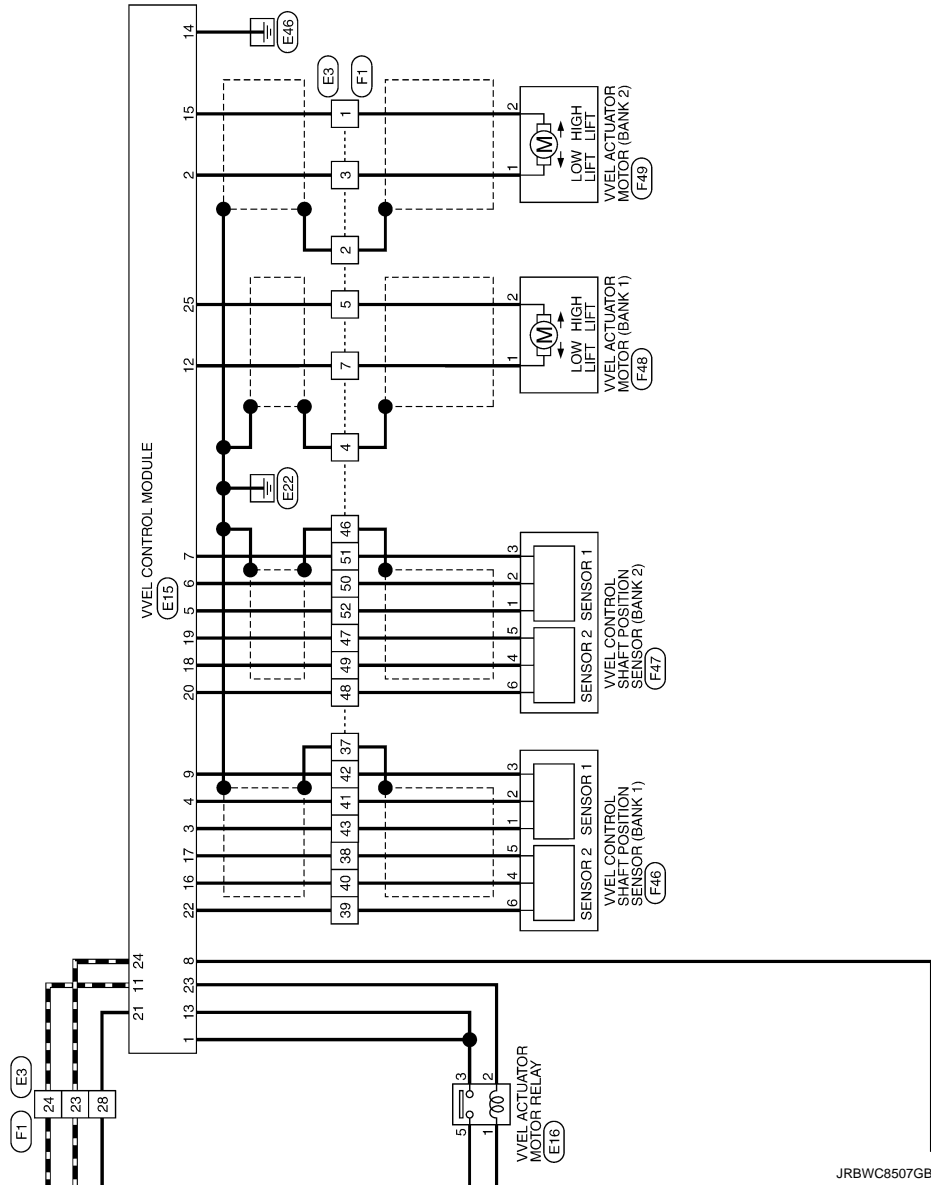 VVEL CONTROL MODULE
E15
14
15
2
25
12
7
6
5
19
18
20
9
4
3
17
16
22
8
23
13
1
24
11
21
E46
E22
E3
F1
1
3
2
5
7
4
46
51
50
52
47
49
48
37
42
41
43
38
40
39
2
1
LOW LIFT
HIGH LIFT
M
VVEL ACTUATOR
MOTOR (BANK 2)
F49
2
1
LOW LIFT
HIGH LIFT
M
VVEL ACTUATOR
MOTOR (BANK 1)
F48
3
2
1
5
4
6
SENSOR 2
SENSOR 1
VVEL CONTROL
SHAFT POSITION
SENSOR (BANK 2)
F47
3
2
1
5
4
6
SENSOR 2
SENSOR 1
VVEL CONTROL
SHAFT POSITION
SENSOR (BANK 1)
F46
F1
E3
24
23
28
3
2
5
1
VVEL ACTUATOR
MOTOR RELAY
E16
JRBWC8507GB